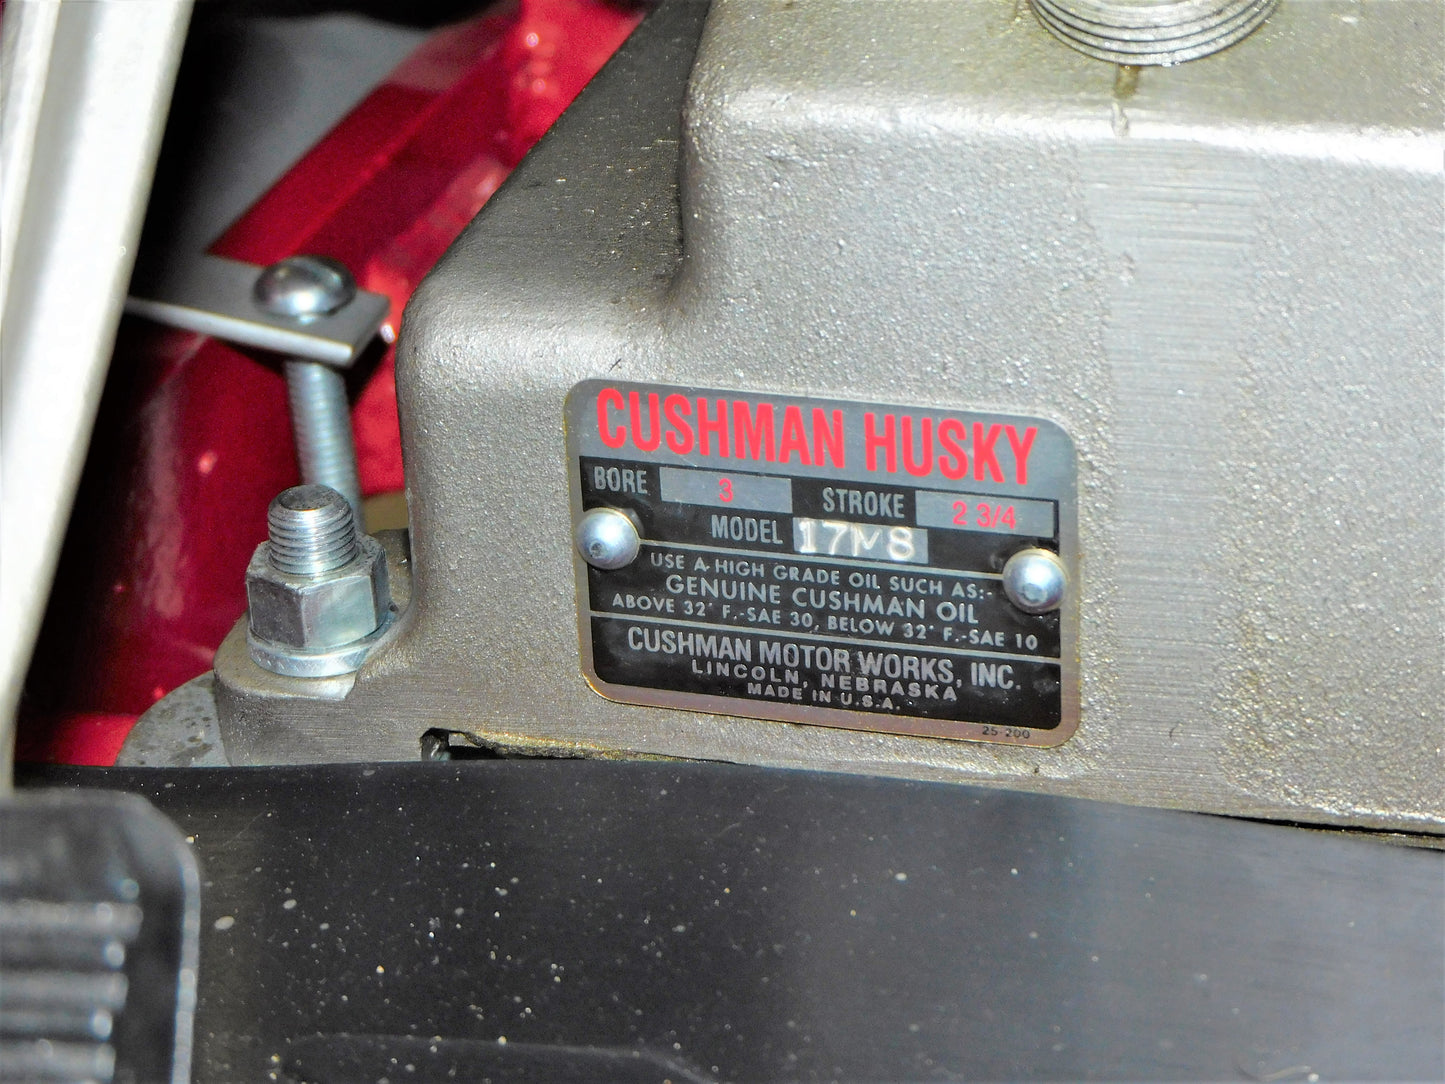 CUSHMAN HUSKY
BORE 3 STROKE 2 3/4
MODEL 17M8
USE A-HIGH GRADE OIL SUCH AS:-
GENUINE CUSHMAN OIL
ABOVE 32° F.-SAE 30, BELOW 32° F.-SAE 10
CUSHMAN MOTOR WORKS, INC.
LINCOLN, NEBRASKA
MADE IN U.S.A.
25-200